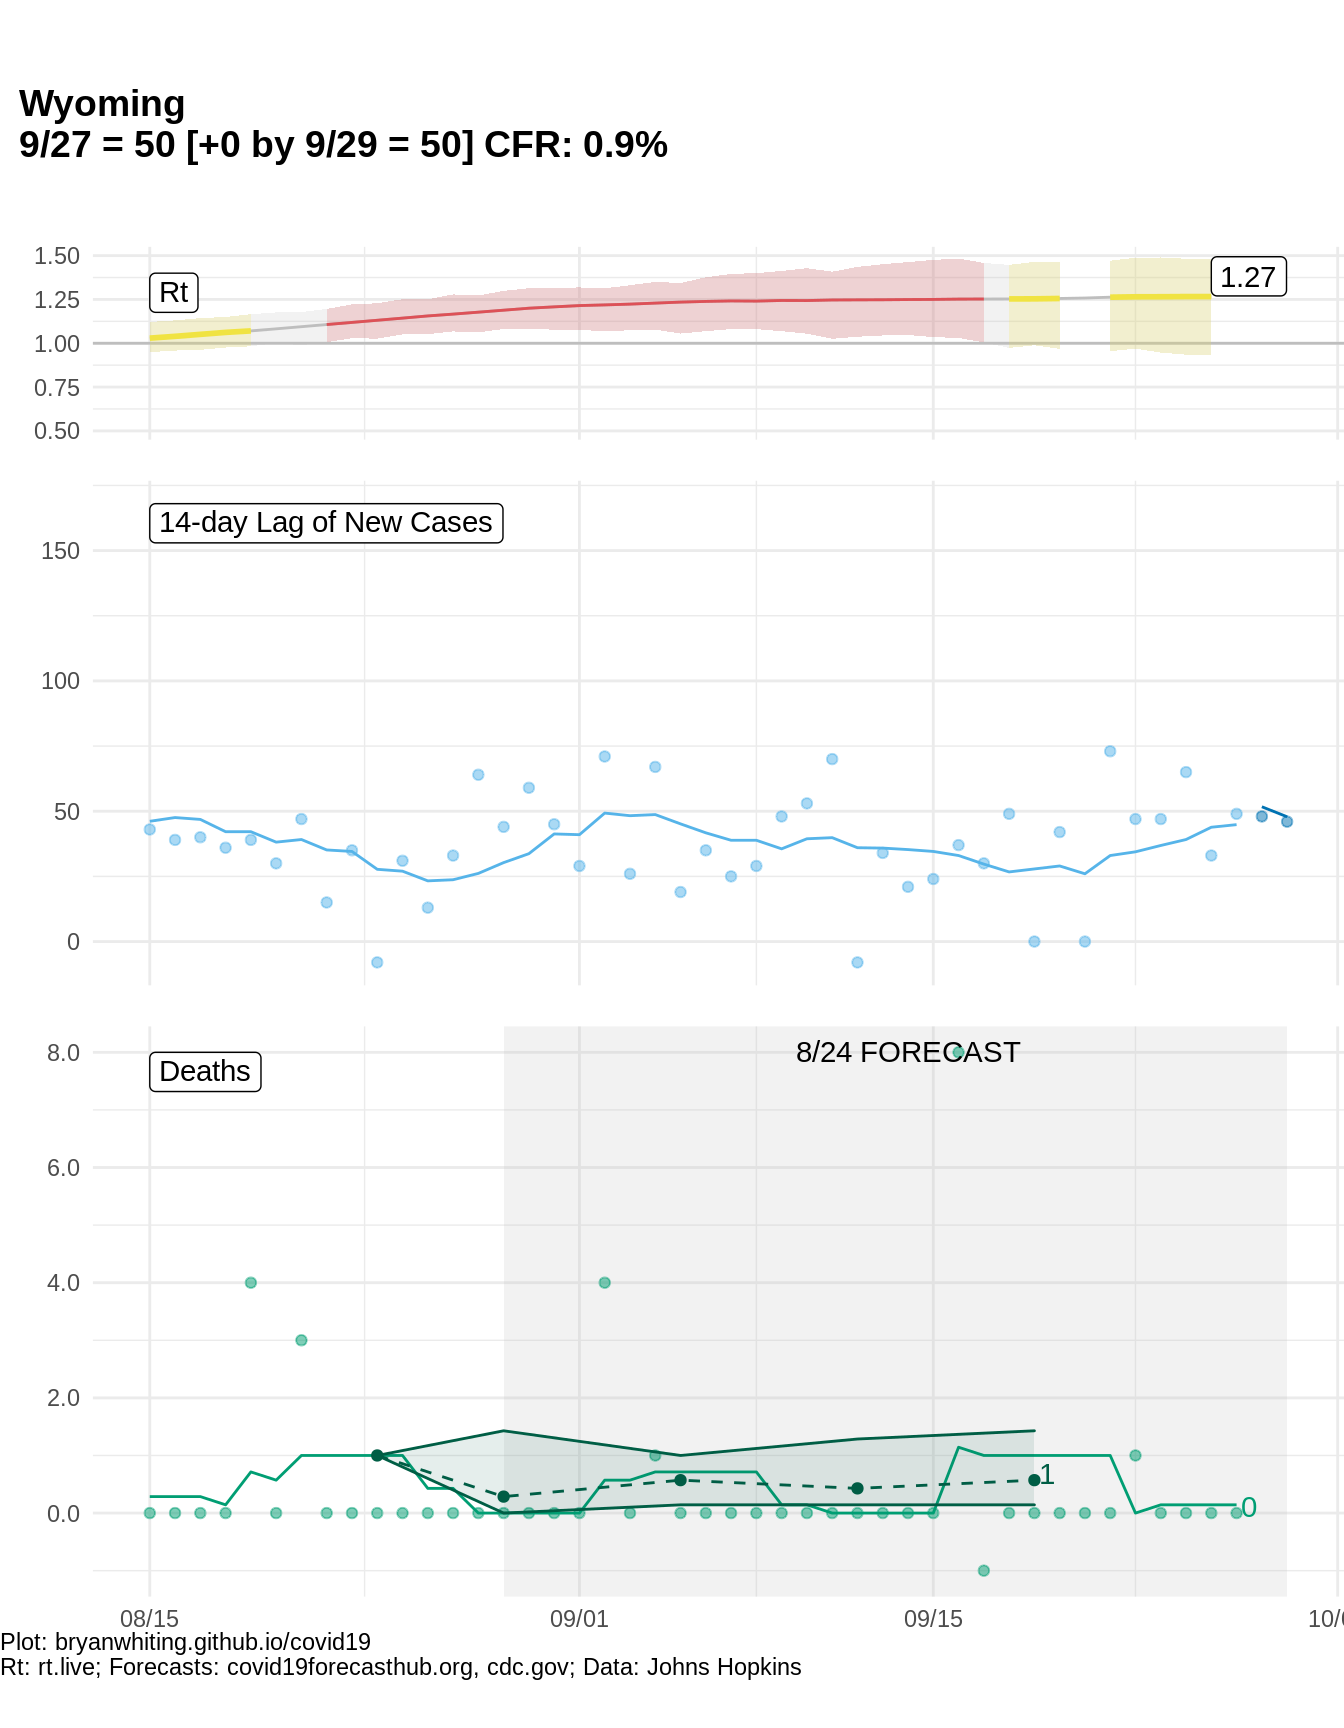 Wyoming
9/27 = 50 [+0 by 9/29 = 50] CFR: 0.9%
1.50
1.25
1.00
0.75
0.50
Rt
1.27
14-day Lag of New Cases
150
100
50
0
8/24 FORECAST
Deaths
8.0
6.0
4.0
2.0
0.0
1
0
08/15
09/01
09/15
Plot: bryanwhiting.github.io/covid19
Rt: rt.live; Forecasts: covid19forecasthub.org, cdc.gov; Data: Johns Hopkins